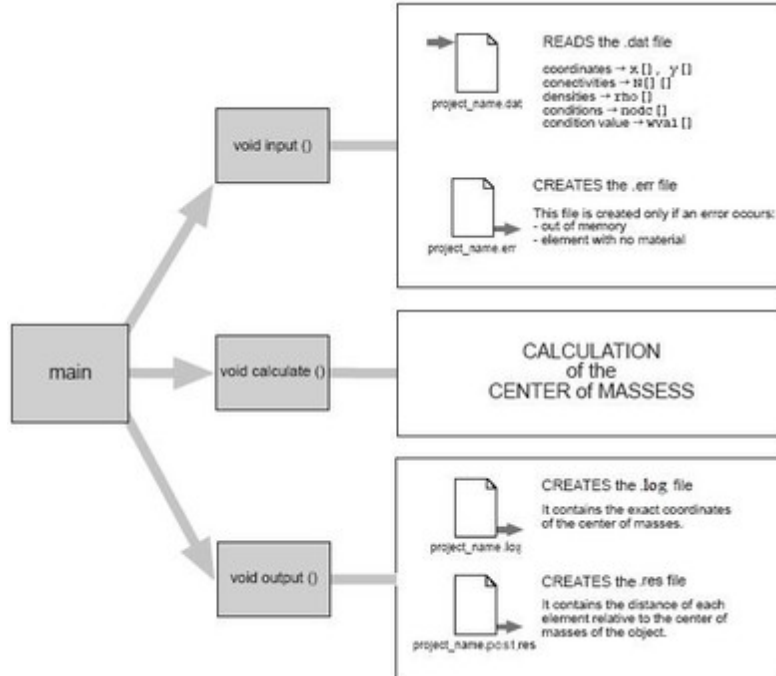 main
void input ()
READS the .dat file
coordinates → x[], y[]
conectivities → N[][]
densities → rho[]
conditions → node[]
condition value → wval[]
project_name.dat
CREATES the .err file
This file is created only if an error occurs:
- out of memory
- element with no material
project_name.err
void calculate ()
CALCULATION
of the
CENTER of MASSESS
void output ()
CREATES the .log file
It contains the exact coordinates
of the center of masses.
project_name.log
CREATES the .res file
It contains the distance of each
element relative to the center of
masses of the object.
project_name.post.res